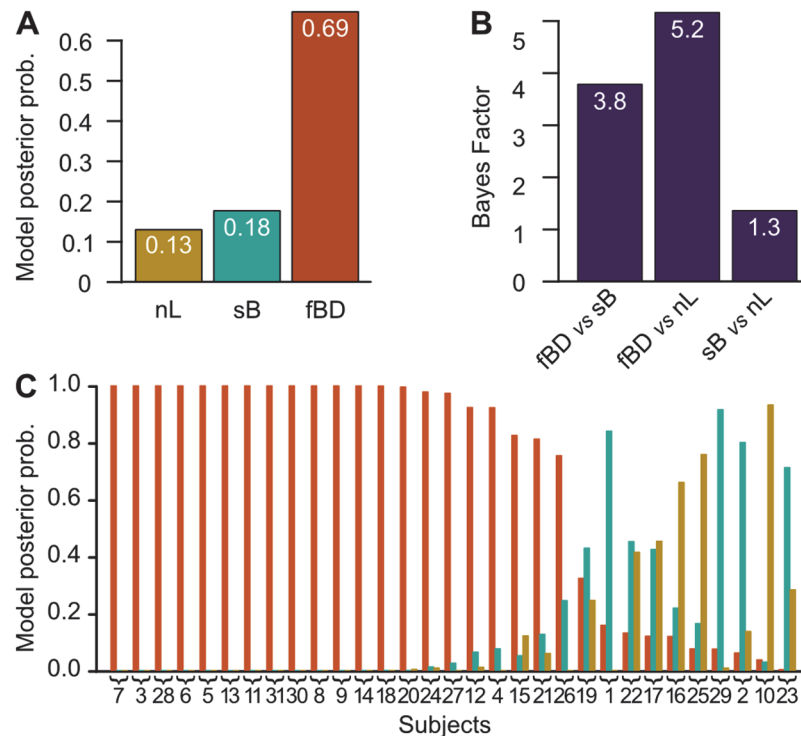 A
Model posterior prob.
0.6
0.5
0.4
0.3
0.2
0.1
0
0.13
0.18
0.69
nL
sB
fBD
B
Bayes Factor
5
4
3
2
1
0
3.8
5.2
1.3
fBD vs sB
fBD vs nL
sB vs nL
C
Model posterior prob.
1.0
0.8
0.6
0.4
0.2
0.0
7 3 28 6 5 13 11 31 30 8 9 14 18 20 24 27 12 4 15 21 26 19 1 22 17 16 25 29 2 10 23
Subjects